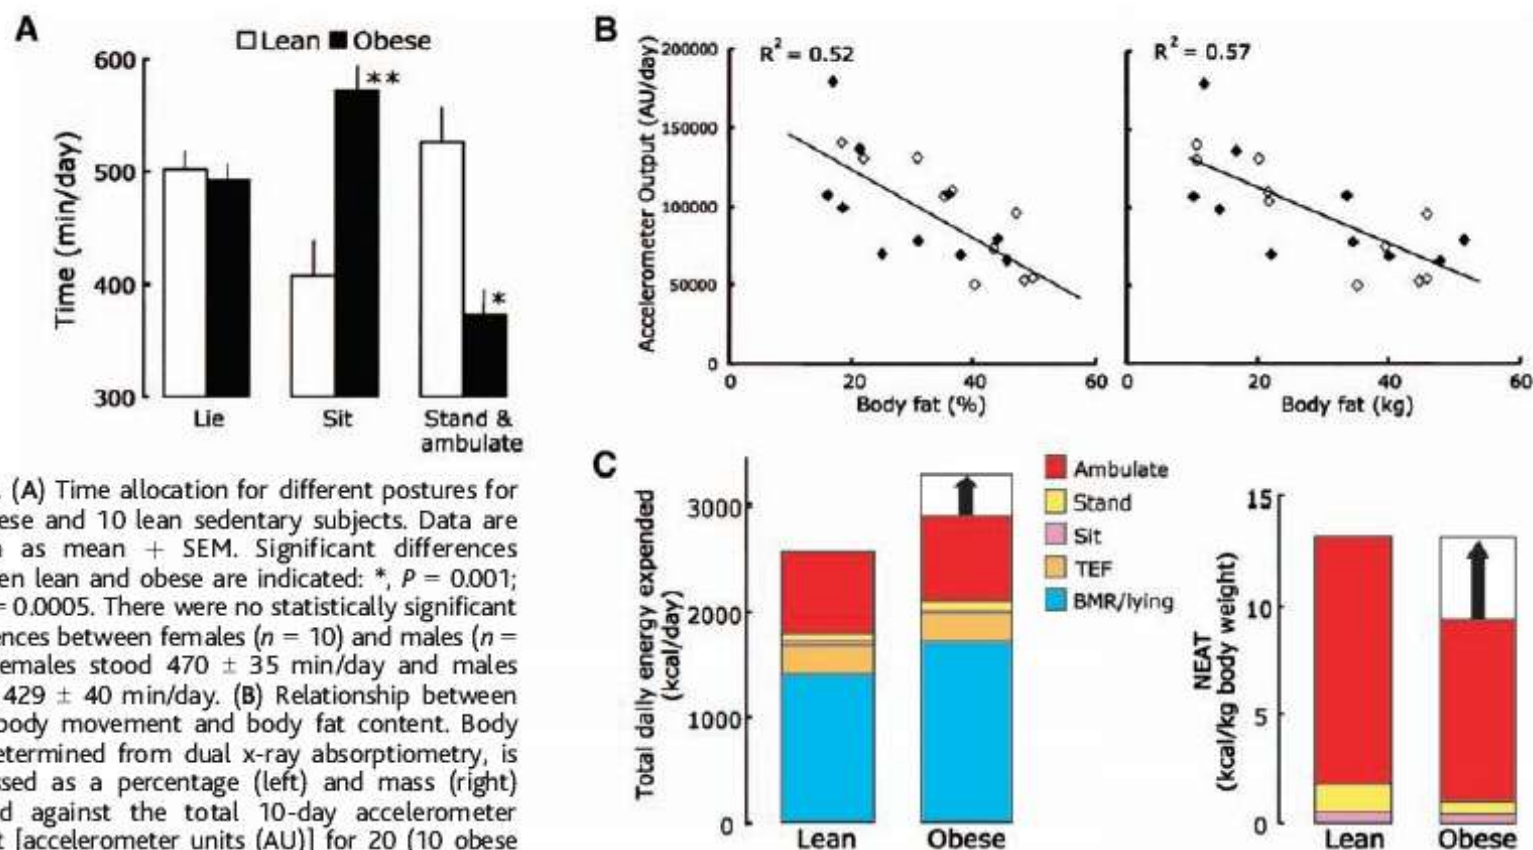 A
□ Lean ■ Obese
600
500
400
300
Time (min/day)
**
*
Lie
Sit
Stand &
ambulate
B
Accelerometer Output (AU/day)
200000
150000
100000
50000
0
R² = 0.52
0
20
40
60
Body fat (%)
R² = 0.57
0
20
40
60
Body fat (kg)
. (A) Time allocation for different postures for
and 10 lean sedentary subjects. Data are
as mean + SEM. Significant differences
lean and obese are indicated: *, P = 0.001;
= 0.0005. There were no statistically significant
between females (n = 10) and males (n =
stood 470 ± 35 min/day and males
429 ± 40 min/day. (B) Relationship between
body movement and body fat content. Body
from dual x-ray absorptiometry, is
as a percentage (left) and mass (right)
against the total 10-day accelerometer
[accelerometer units (AU)] for 20 (10 obese
C
Total daily energy expended
(kcal/day)
3000
2000
1000
0
Lean
Obese
Ambulate
Stand
Sit
TEF
BMR/lying
NEAT
(kcal/kg body weight)
15
10
5
0
Lean
Obese